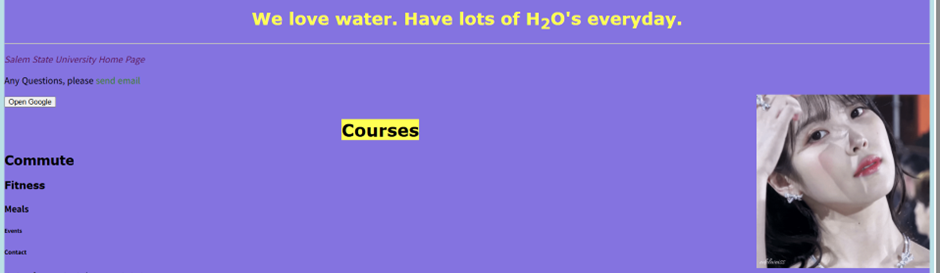 We love water. Have lots of H₂O's everyday.
Salem State University Home Page
Any Questions, please send email
Open Google
Courses
Commute
Fitness
Meals
Events
Contact